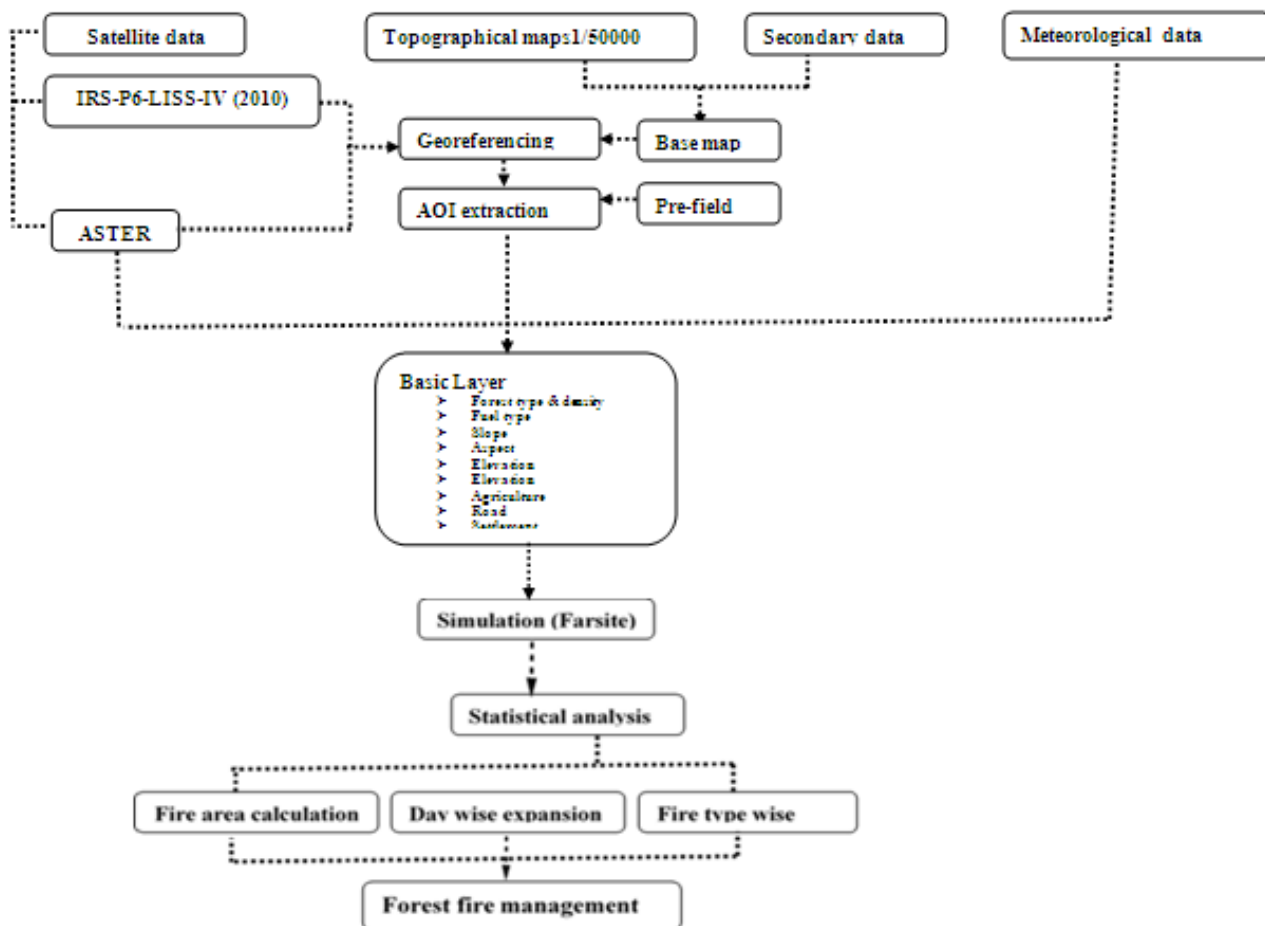 Satellite data
Topographical maps1/50000
Secondary data
Meteorological data
IRS-P6-LISS-IV (2010)
Georeferencing
Base map
AOI extraction
Pre-field
ASTER
Basic Layer
➤ Forest type & density
➤ Fuel type
➤ Slope
➤ Aspect
➤ Elevation
➤ Elevation
➤ Agriculture
➤ Road
➤ Settlement
Simulation (Farsite)
Statistical analysis
Fire area calculation
Day wise expansion
Fire type wise
Forest fire management